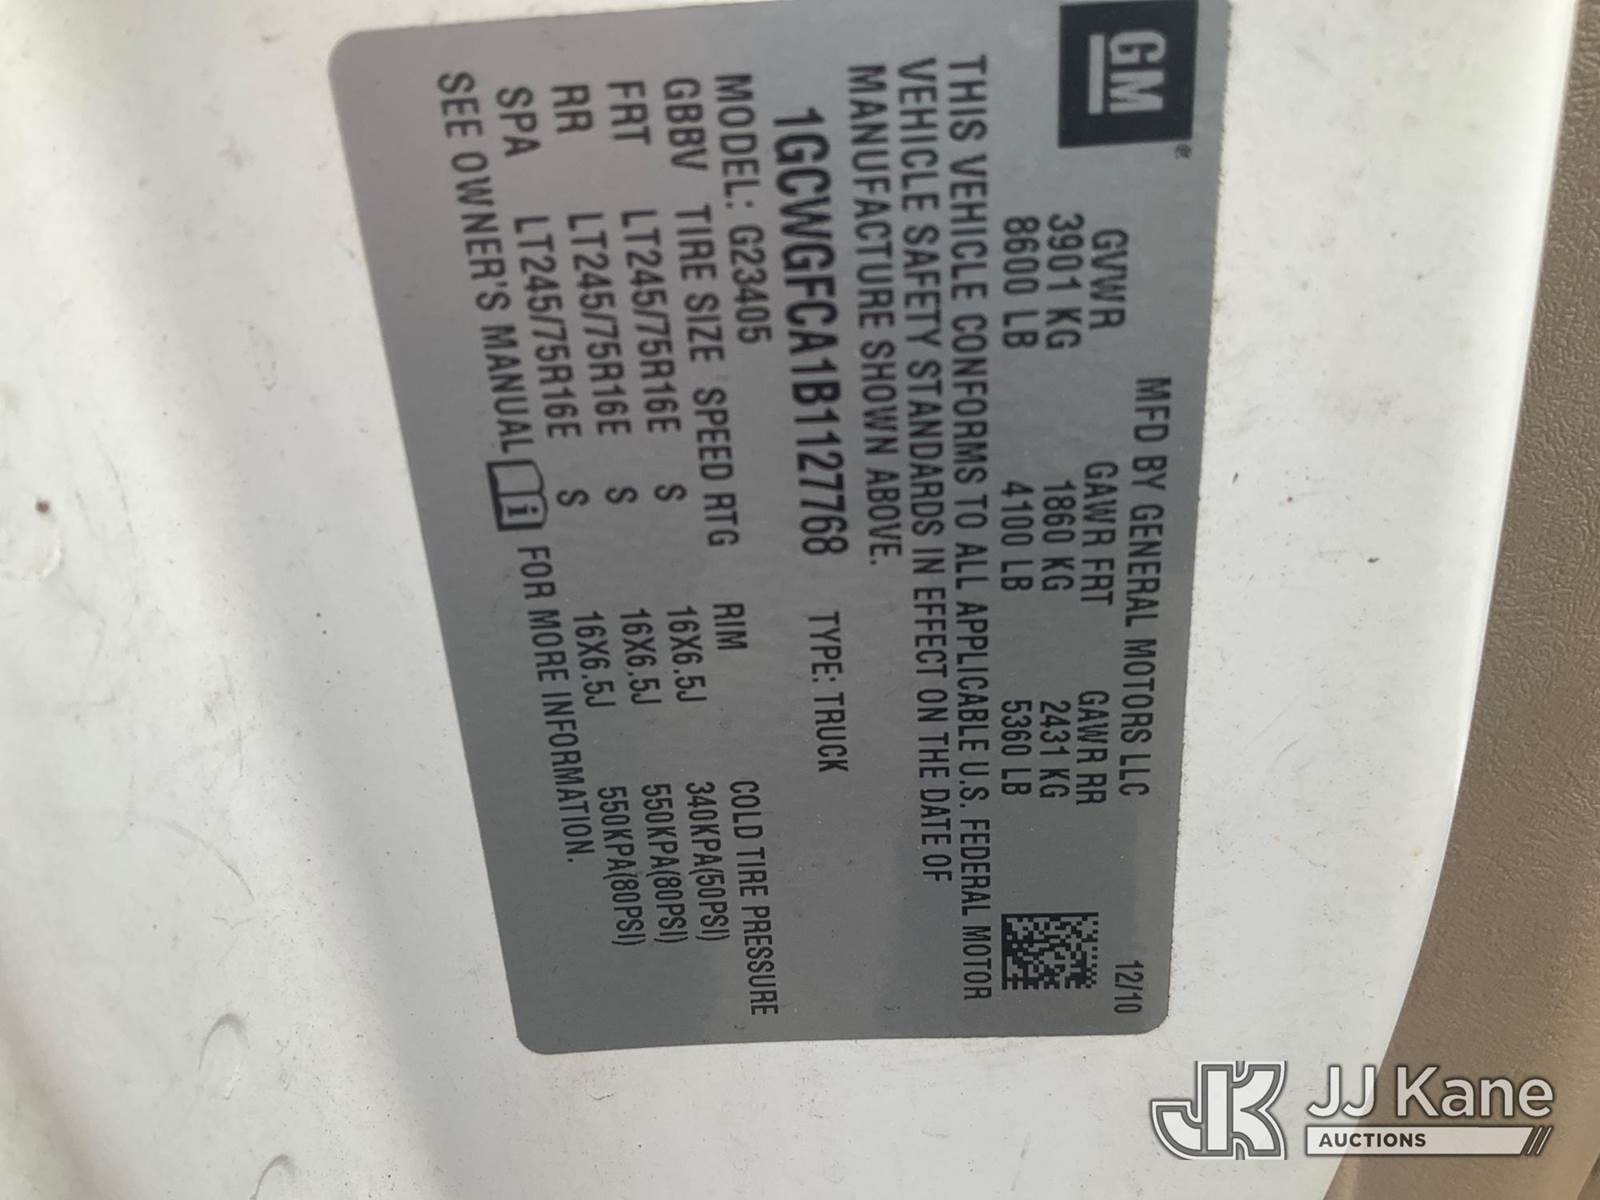 GM
MFD BY GENERAL MOTORS LLC 12/10
GVWR GAWR FRT GAWR RR
3901 KG 1860 KG 2431 KG
8600 LB 4100 LB 5360 LB
THIS VEHICLE CONFORMS TO ALL APPLICABLE U.S. FEDERAL MOTOR
VEHICLE SAFETY STANDARDS IN EFFECT ON THE DATE OF
MANUFACTURE SHOWN ABOVE.
1GCWGFCA1B1127768 TYPE: TRUCK
MODEL: G23405
GBBV TIRE SIZE SPEED RTG RIM COLD TIRE PRESSURE
FRT LT245/75R16E S 16X6.5J 340KPA(50PSI)
RR LT245/75R16E S 16X6.5J 550KPA(80PSI)
SPA LT245/75R16E S 16X6.5J 550KPA(80PSI)
SEE OWNER'S MANUAL i FOR MORE INFORMATION.
JK JJ Kane
AUCTIONS